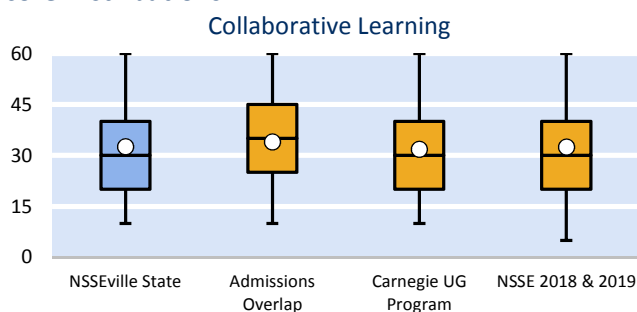 Collaborative Learning
60
45
30
15
0
NSSEville State
Admissions
Overlap
Carnegie UG
Program
NSSE 2018 & 2019